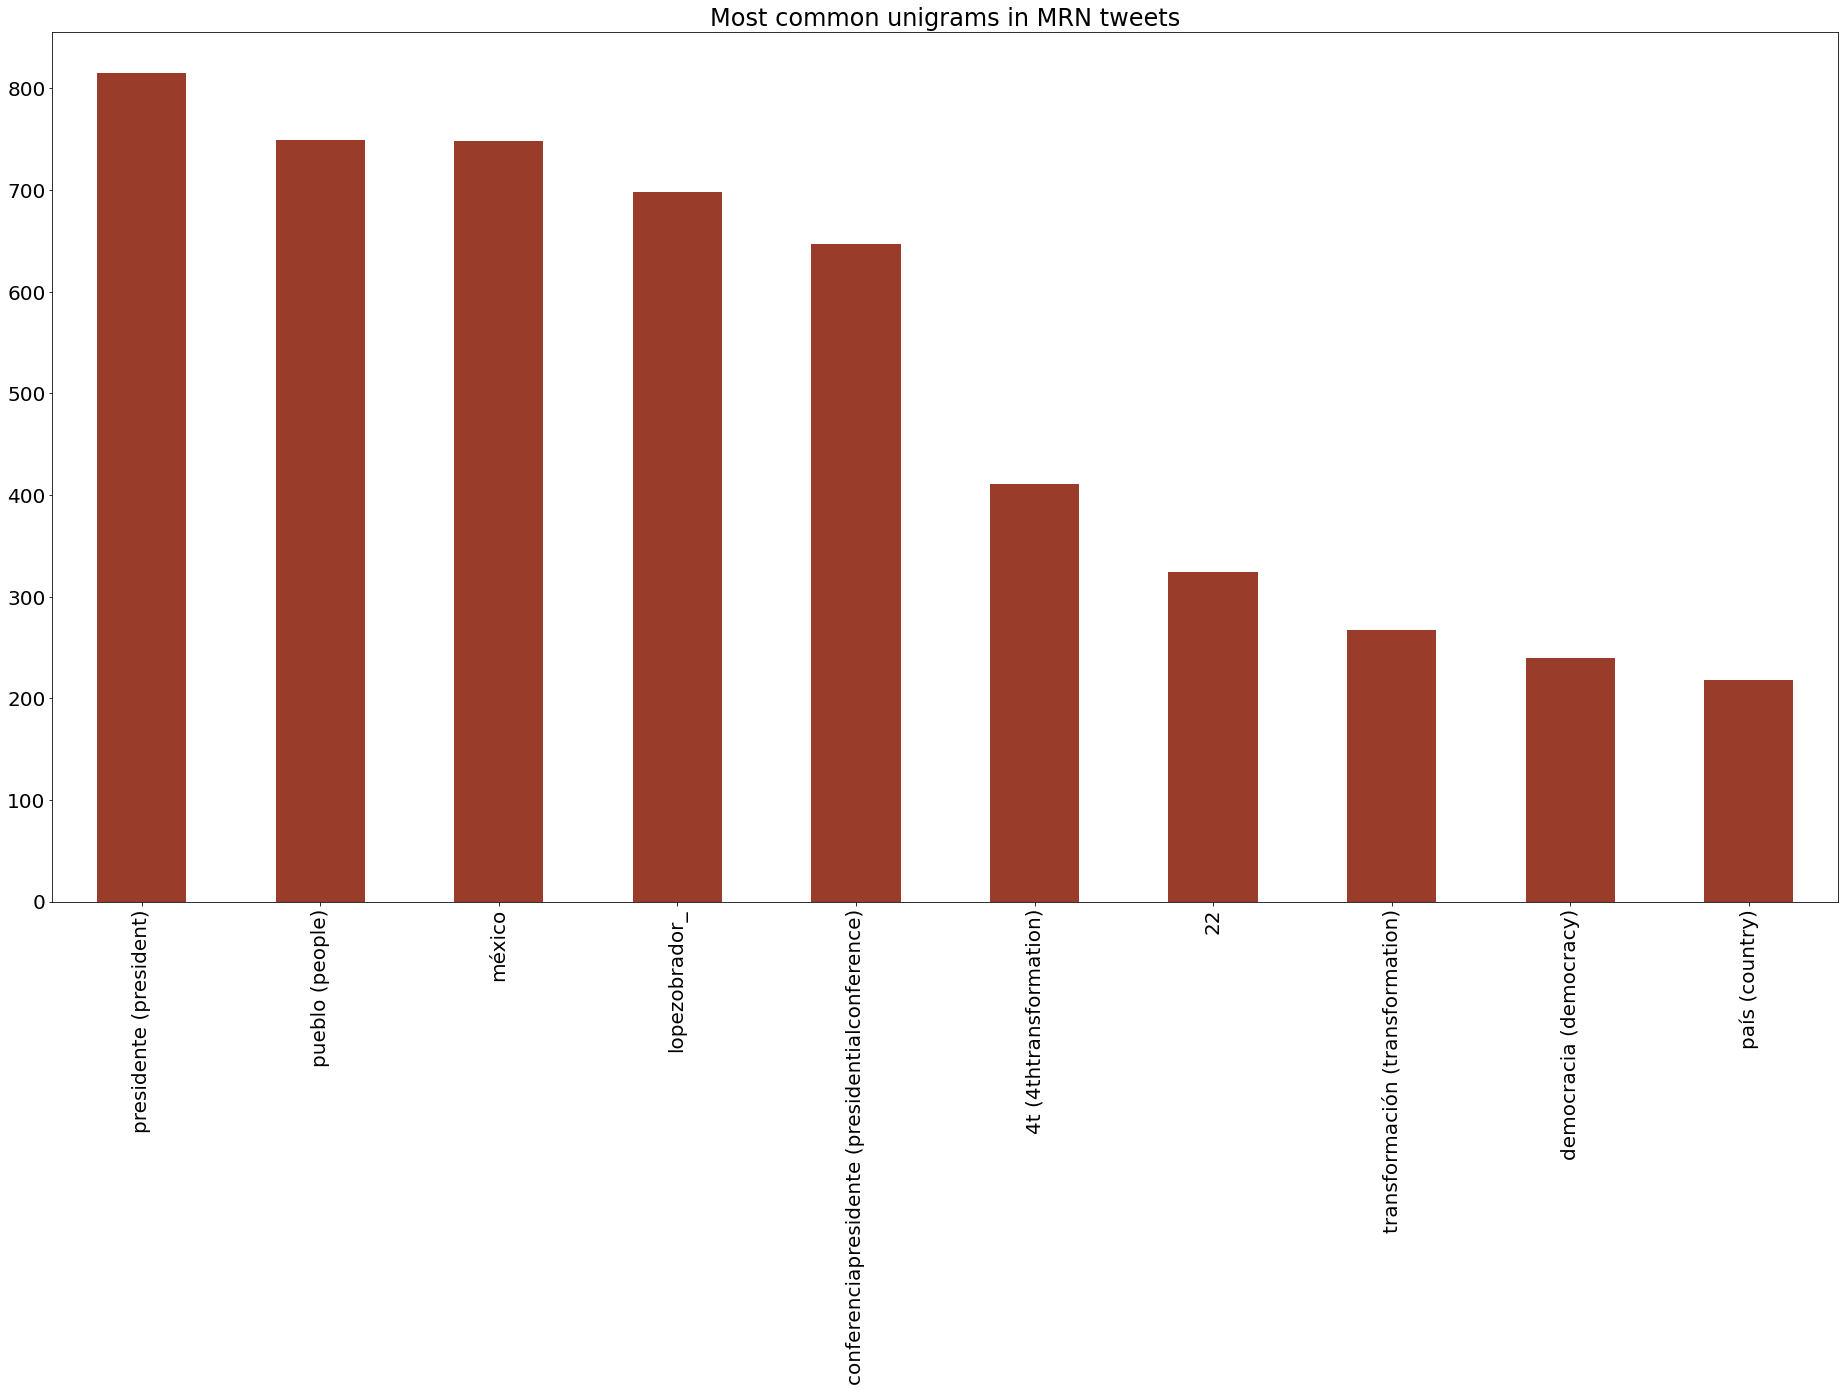 Most common unigrams in MRN tweets
800
700
600
500
400
300
200
100
0
presidente (president)
pueblo (people)
méxico
lopezobrador_
conferenciapresidente (presidentialconference)
4t (4thtransformation)
22
transformación (transformation)
democracia (democracy)
país (country)